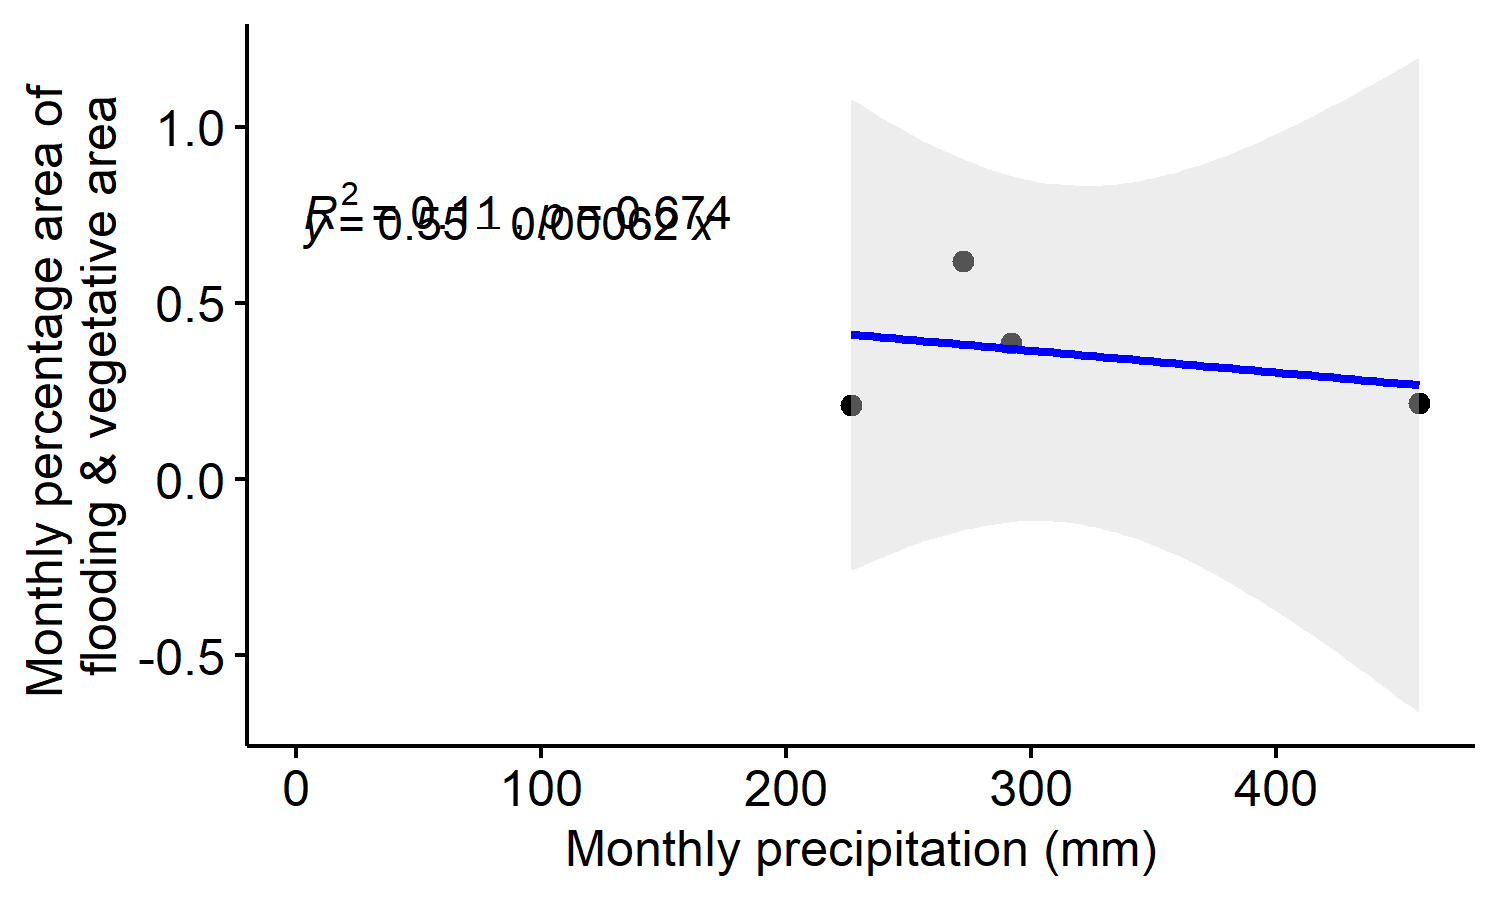 Monthly percentage area of
flooding & vegetative area
1.0
0.5
0.0
-0.5
R² = 0.11 , p = 0.674
y = 0.55 − 0.00062 x
0 100 200 300 400
Monthly precipitation (mm)